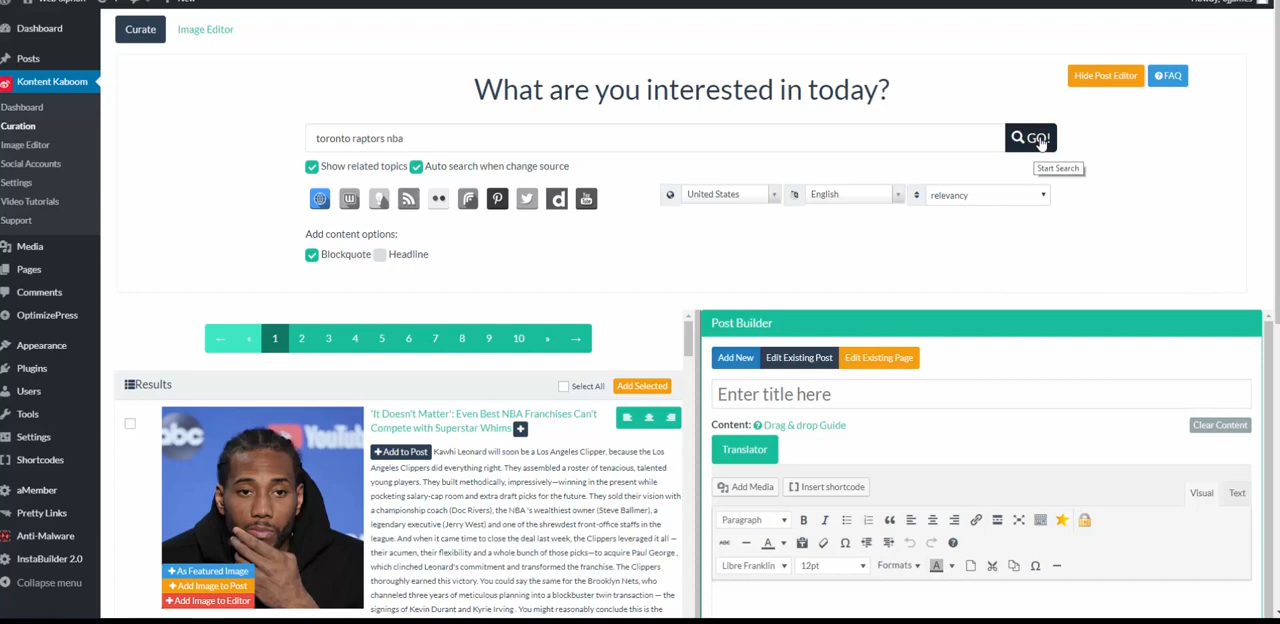 Dashboard
Posts
Kontent Kaboom
Dashboard
Curation
Image Editor
Social Accounts
Settings
Video Tutorials
Support
Media
Pages
Comments
OptimizePress
Appearance
Plugins
Users
Tools
Settings
Shortcodes
aMember
Pretty Links
Anti-Malware
InstaBuilder 2.0
Collapse menu
Curate
Image Editor
What are you interested in today?
Hide Post Editor
FAQ
toronto raptors nba
GO!
Start Search
Show related topics
Auto search when change source
United States
English
relevancy
Add content options:
Blockquote
Headline
← « 1 2 3 4 5 6 7 8 9 10 » →
Results
Select All
Add Selected
abc YouTube
As Featured Image
Add Image to Post
Add Image to Editor
'It Doesn't Matter': Even Best NBA Franchises Can't
Compete with Superstar Whims
Add to Post Kawhi Leonard will soon be a Los Angeles Clipper, because the Los
Angeles Clippers did everything right. They assembled a roster of tenacious, talented
young players. They built methodically, impressively—winning in the present while
pocketing salary-cap room and extra draft picks for the future. They sold their vision with
a championship coach (Doc Rivers), the NBA 's wealthiest owner (Steve Ballmer), a
legendary executive (Jerry West) and one of the shrewdest front-office staffs in the
league. And when it came time to close the deal last week, the Clippers leveraged it all —
their acumen, their flexibility and a whole bunch of those picks—to acquire Paul George ,
which clinched Leonard's commitment and transformed the franchise. The Clippers
thoroughly earned this victory. You could say the same for the Brooklyn Nets, who
channeled three years of meticulous planning into a blockbuster twin transaction — the
signings of Kevin Durant and Kyrie Irving . You might reasonably conclude this is the
Post Builder
Add New
Edit Existing Post
Edit Existing Page
Enter title here
Content: Drag & drop Guide
Clear Content
Translator
Add Media
Insert shortcode
Visual
Text
Paragraph
B I
ABC
Libre Franklin
12pt
Formats
A